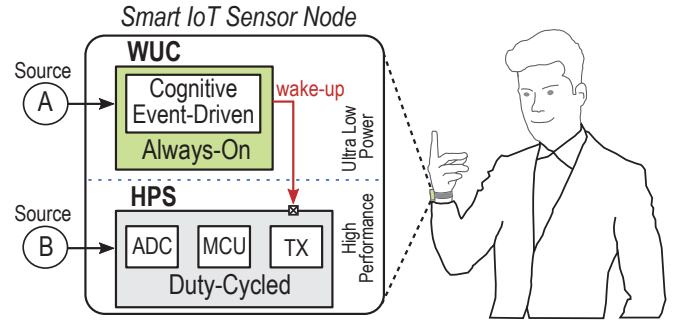 Smart IoT Sensor Node
WUC
Source
A
Cognitive
Event-Driven
Always-On
wake-up
Ultra Low
Power
HPS
Source
B
ADC
MCU
TX
Duty-Cycled
High
Performance